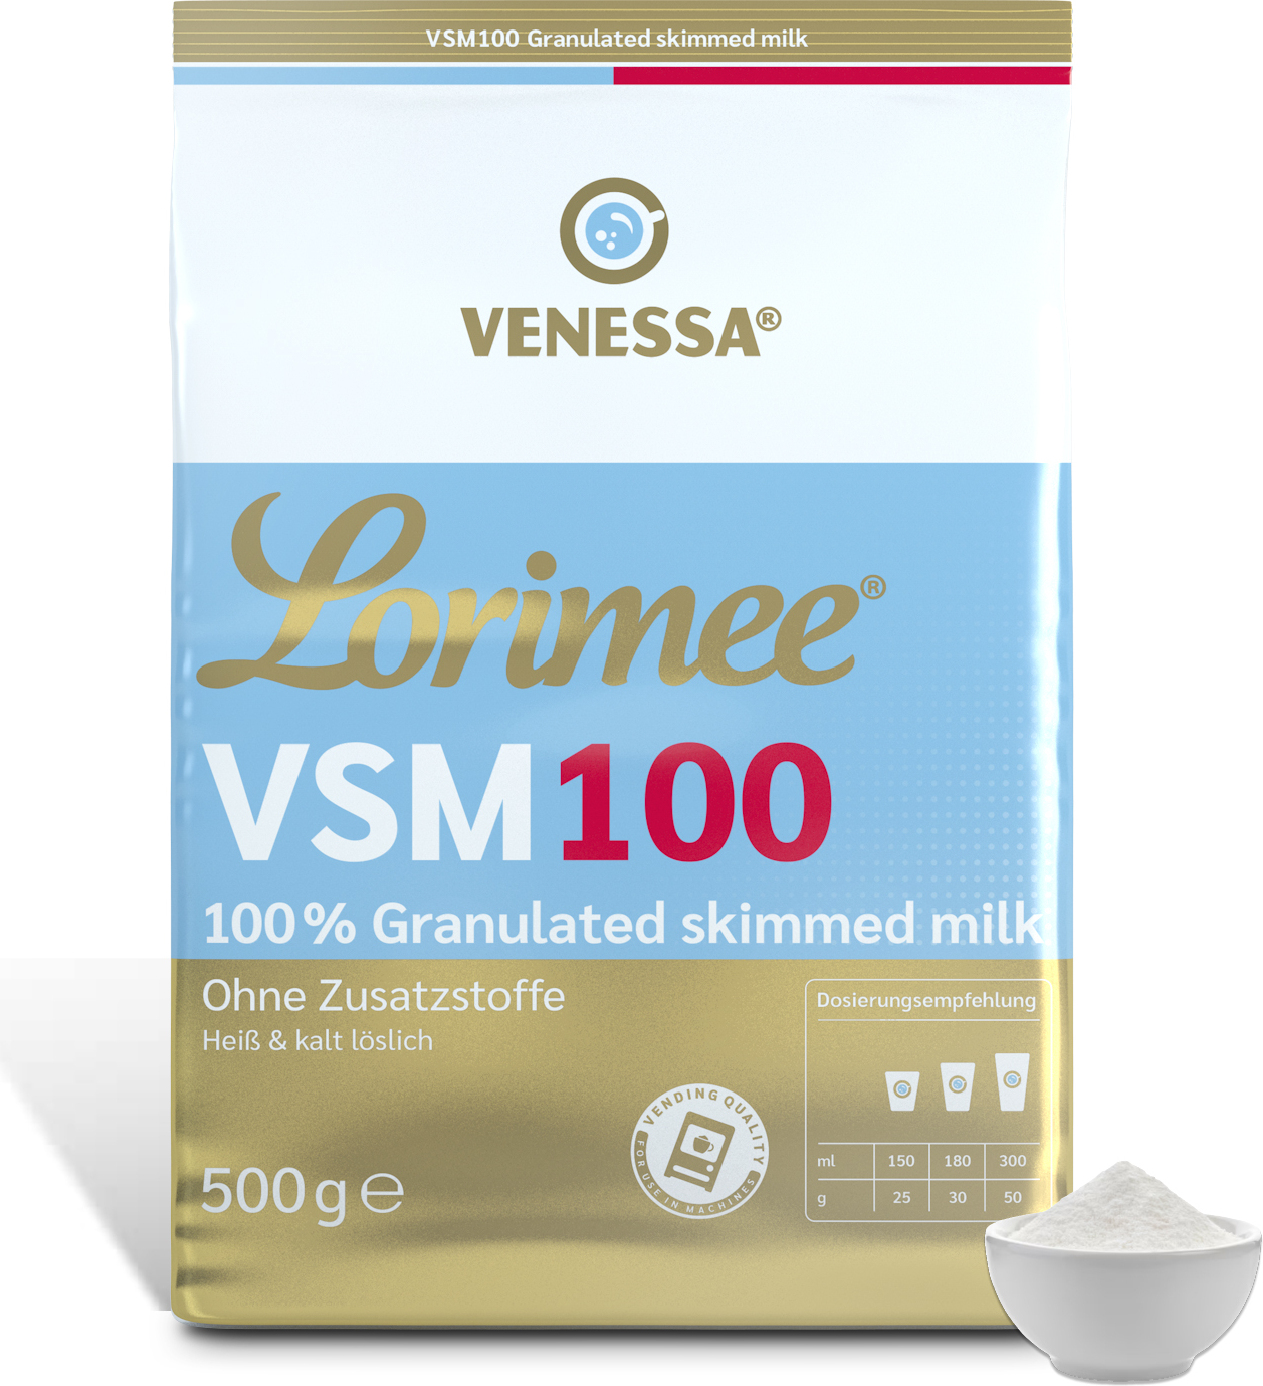 VSM100 Granulated skimmed milk
VENESSA®
Lorimee®
VSM100
100% Granulated skimmed milk
Ohne Zusatzstoffe
Heiß & kalt löslich
Dosierungsempfehlung
VENDING QUALITY
FOR USE IN MACHINES
ml 150 180 300
g 25 30 50
500 g ℮